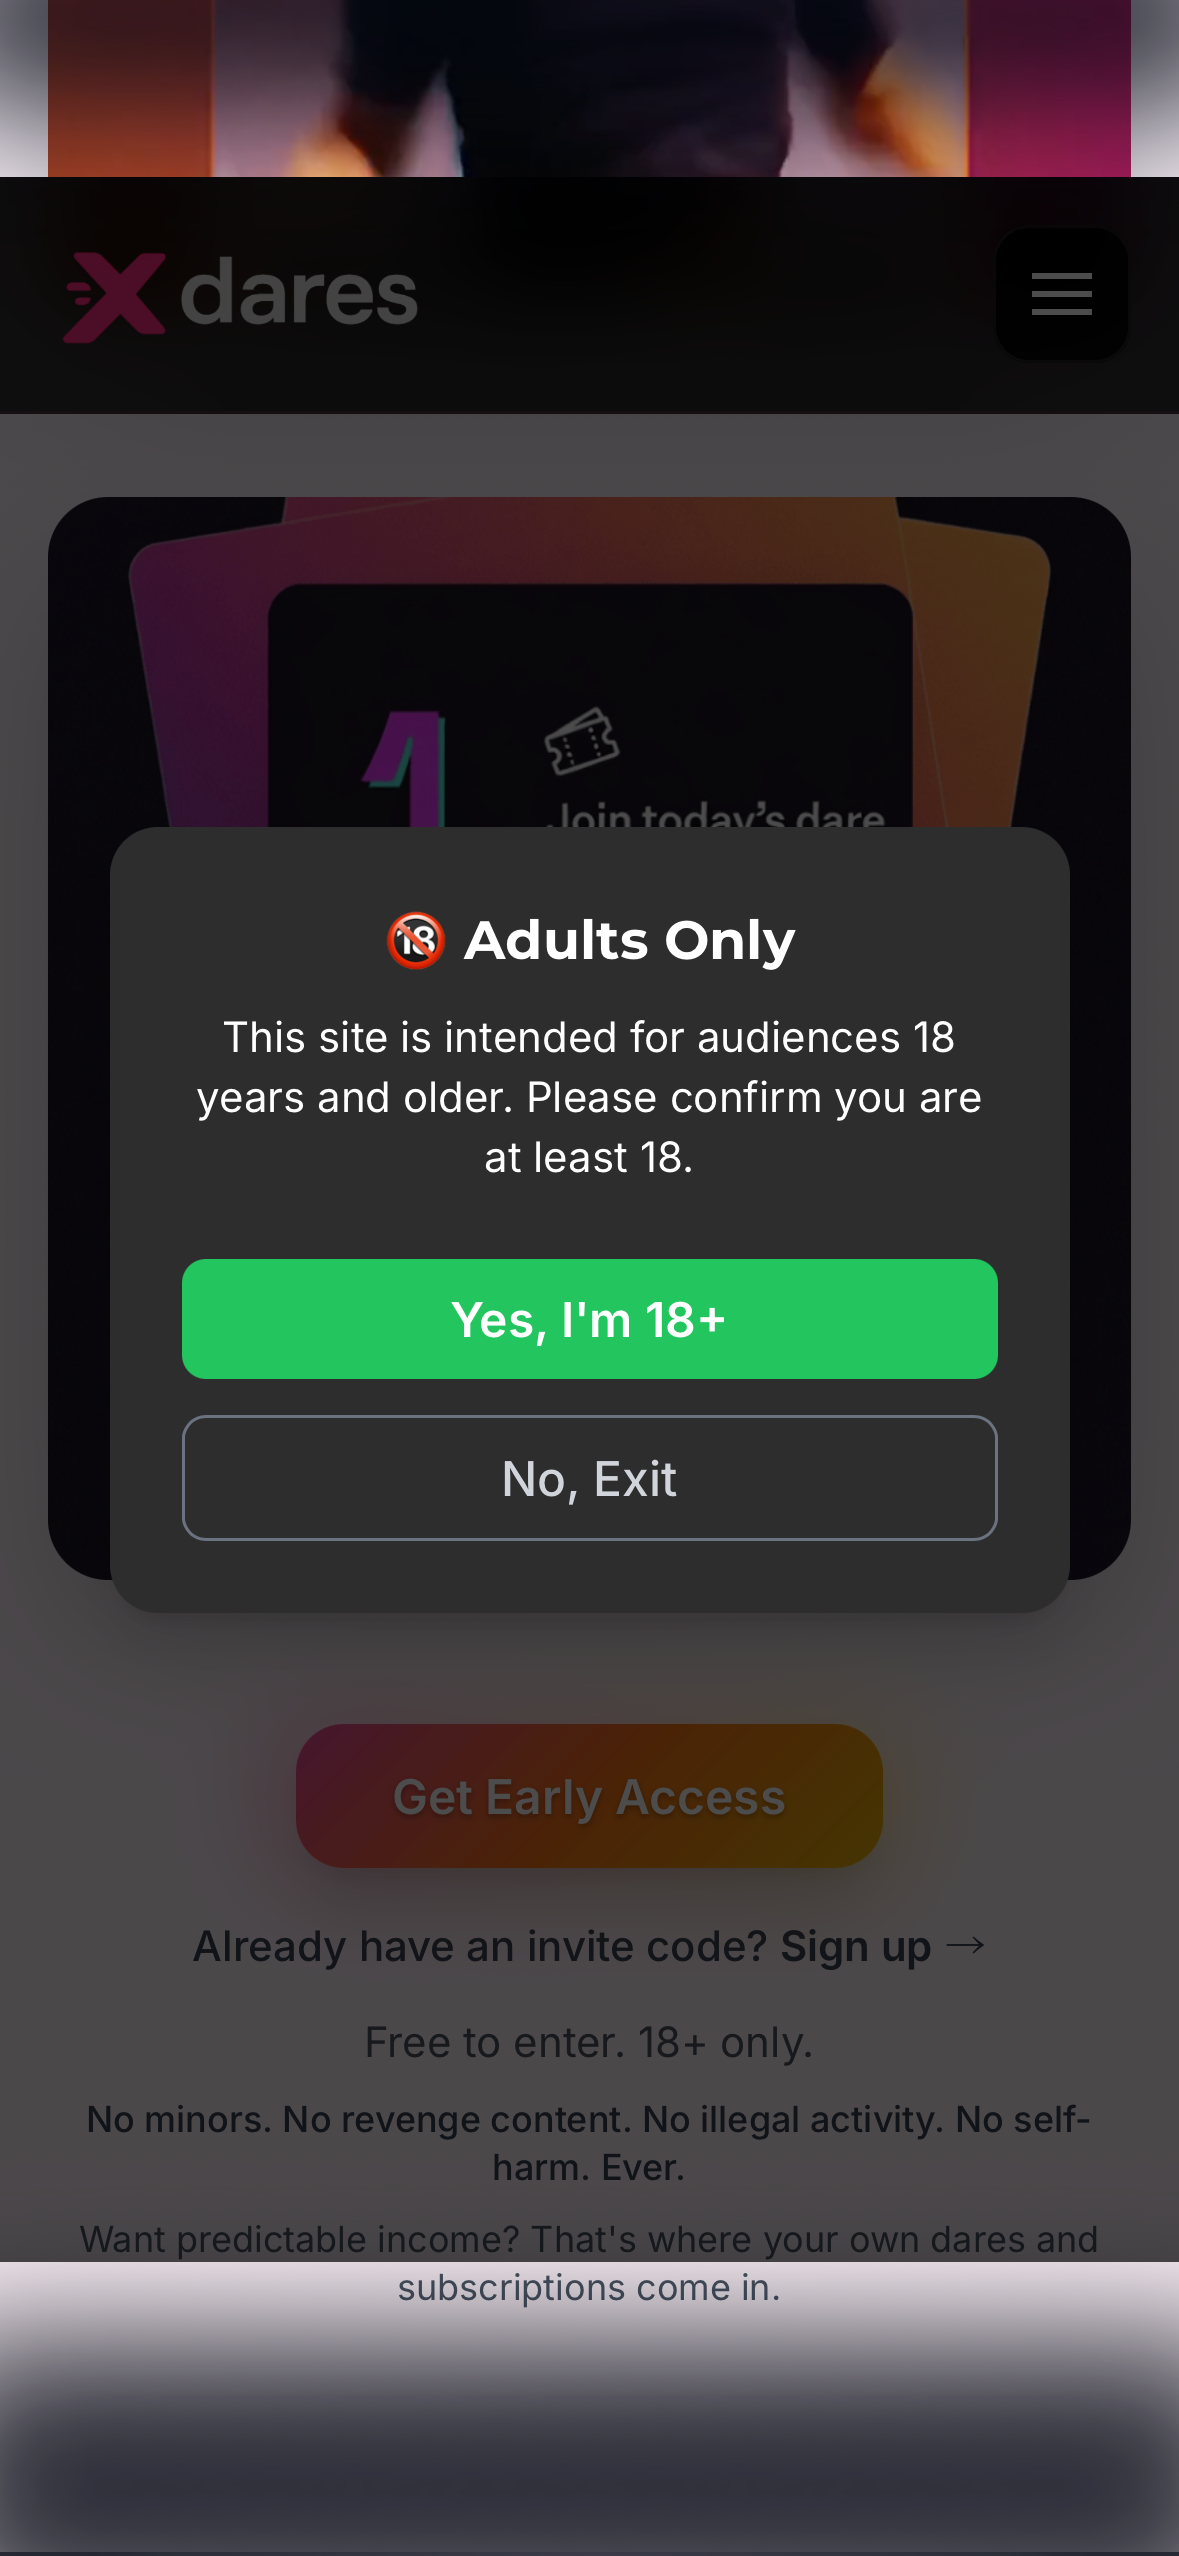 X dares
1
Join today's dare
🔞 Adults Only
This site is intended for audiences 18
years and older. Please confirm you are
at least 18.
Yes, I'm 18+
No, Exit
Get Early Access
Already have an invite code? Sign up →
Free to enter. 18+ only.
No minors. No revenge content. No illegal activity. No self-
harm. Ever.
Want predictable income? That's where your own dares and
subscriptions come in.